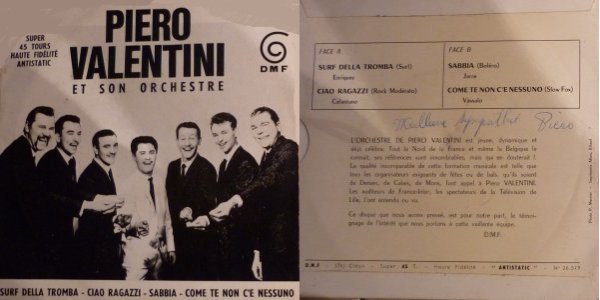 PIERO
VALENTINI
ET SON ORCHESTRE
SUPER
45 TOURS
HAUTE FIDÉLITÉ
ANTISTATIC
DMF
SURF DELLA TROMBA - CIAO RAGAZZI - SABBIA - COME TE NON C'E NESSUNO
FACE A
SURF DELLA TROMBA (Surf)
Enriquez
CIAO RAGAZZI (Rock Moderato)
Celentano
FACE B
SABBIA (Boléro)
COME TE NON C'E NESSUNO (Slow Fox)
Vassalo
Meilleure Sympathie Piero
L'ORCHESTRE DE PIERO VALENTINI est jeune, dynamique et
déjà célèbre. Tout le Nord de la France et même la Belgique le
connait, ses références sont innombrables, mais qui en douterait ?
La qualité incomparable de cette formation musicale est telle que
tous les organisateurs exigeants de fêtes ou de bals, qu'ils soient
de Denain, de Calais, de Mons, font appel à Piero VALENTINI.
Les auditeurs de France-Inter, les spectateurs de la Télévision de
Lille, l'ont entendu ou vu.
Ce disque que nous avons pressé, est pour notre part, le témoi-
gnage de l'intérêt que nous portons à cette vaillante équipe.
D.M.F.
D.M.F. - Super 45 T. - Haute Fidélité - " ANTISTATIC " - N° 26.579